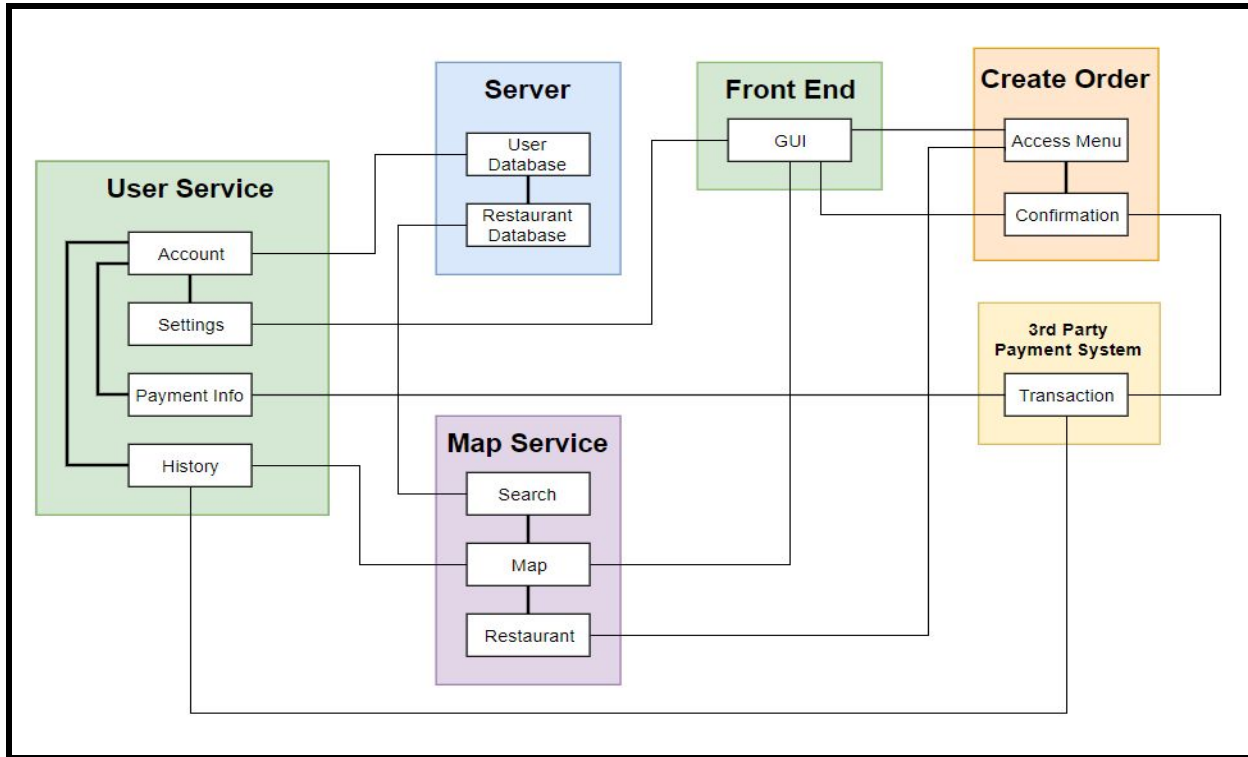 User Service
Account
Settings
Payment Info
History
Server
User
Database
Restaurant
Database
Map Service
Search
Map
Restaurant
Front End
GUI
Create Order
Access Menu
Confirmation
3rd Party
Payment System
Transaction